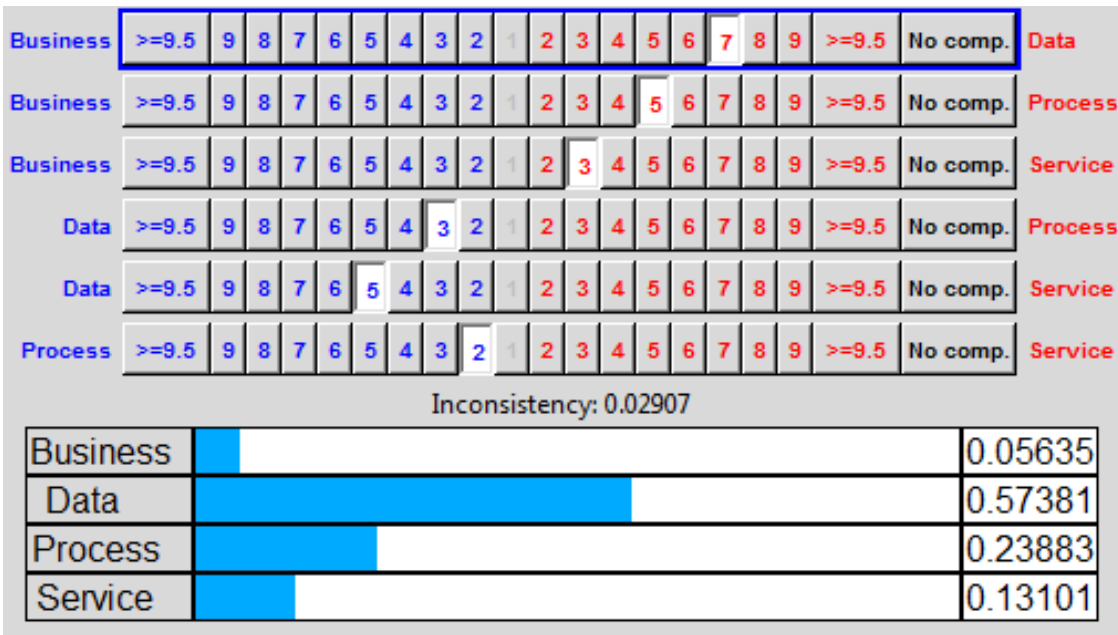 Business >=9.5 9 8 7 6 5 4 3 2 1 2 3 4 5 6 7 8 9 >=9.5 No comp. Data
Business >=9.5 9 8 7 6 5 4 3 2 1 2 3 4 5 6 7 8 9 >=9.5 No comp. Process
Business >=9.5 9 8 7 6 5 4 3 2 1 2 3 4 5 6 7 8 9 >=9.5 No comp. Service
Data >=9.5 9 8 7 6 5 4 3 2 1 2 3 4 5 6 7 8 9 >=9.5 No comp. Process
Data >=9.5 9 8 7 6 5 4 3 2 1 2 3 4 5 6 7 8 9 >=9.5 No comp. Service
Process >=9.5 9 8 7 6 5 4 3 2 1 2 3 4 5 6 7 8 9 >=9.5 No comp. Service
Inconsistency: 0.02907
Business 0.05635
Data 0.57381
Process 0.23883
Service 0.13101